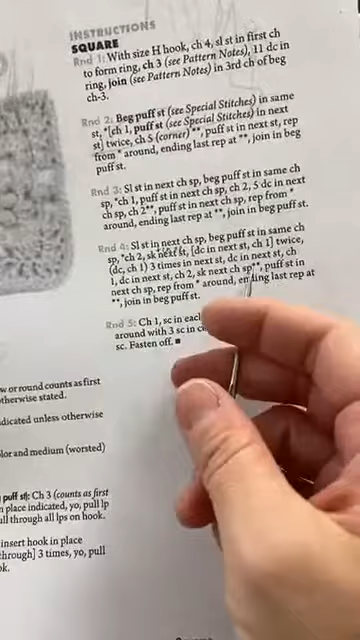 INSTRUCTIONS
SQUARE
Rnd 1: With size H hook, ch 4, sl st in first ch
to form ring, ch 3 (see Pattern Notes), 11 dc in
ring, join (see Pattern Notes) in 3rd ch of beg
ch-3.
Rnd 2: Beg puff st (see Special Stitches) in same
st, *[ch 1, puff st (see Special Stitches) in next
st] twice, ch 5 (corner)**, puff st in next st, rep
from * around, ending last rep at **, join in beg
puff st.
Rnd 3: Sl st in next ch sp, beg puff st in same ch
sp, *ch 1, puff st in next ch sp, ch 2, 5 dc in next
ch sp, ch 2**, puff st in next ch sp, rep from *
around, ending last rep at **, join in beg puff st.
Rnd 4: Sl st in next ch sp, beg puff st in same ch
sp, *ch 2, sk next st, [dc in next st, ch 1] twice,
(dc, ch 1) 3 times in next st, dc in next st, ch
1, dc in next st, ch 2, sk next ch sp**, puff st in
next ch sp, rep from * around, ending last rep at
**, join in beg puff st.
Rnd 5: Ch 1, sc in each
around with 3 sc in
sc. Fasten off. ■
w or round counts as first
therwise stated.
dicated unless otherwise
lor and medium (worsted)
puff st): Ch 3 (counts as first
n place indicated, yo, pull lp
ull through all lps on hook.
insert hook in place
through] 3 times, yo, pull
ok.